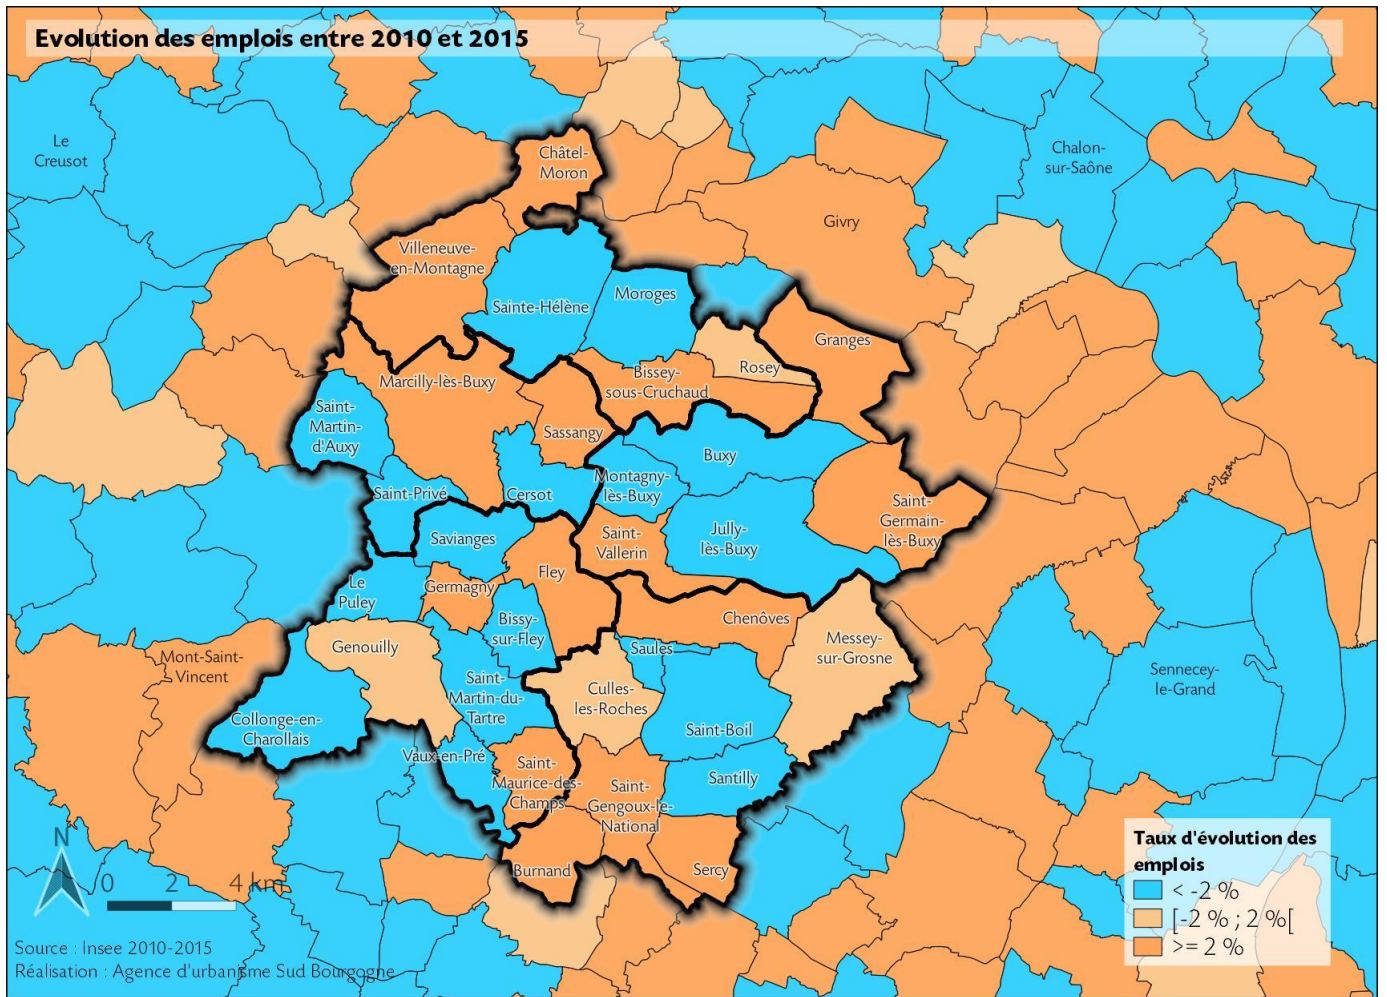 Evolution des emplois entre 2010 et 2015
Le
Creusot
Châtel-
Moron
Chalon-
sur-Saône
Givry
Villeneuve-
en-Montagne
Sainte-Hélène
Moroges
Granges
Rosey
Bissey-
sous-Cruchaud
Marcilly-lès-Buxy
Saint-
Martin-
d'Auxy
Sassangy
Buxy
Montagny-
lès-Buxy
Saint-Privé
Cersot
Saint-
Germain-
lès-Buxy
Jully-
lès-Buxy
Saint-
Vallerin
Savianges
Fley
Germagny
Le
Puley
Bissy-
sur-Fley
Chenôves
Messey-
sur-Grosne
Genouilly
Saules
Mont-Saint-
Vincent
Sennecey-
le-Grand
Saint-
Martin-du-
Tartre
Culles-
les-Roches
Collonge-en-
Charollais
Saint-Boil
Vaux-en-Pré
Saint-
Maurice-des-
Champs
Santilly
Saint-
Gengoux-le-
National
Burnand
Sercy
N
0 2 4 km
Taux d'évolution des
emplois
< -2 %
[-2 % ; 2 %[
>= 2 %
Source : Insee 2010-2015
Réalisation : Agence d'urbanisme Sud Bourgogne